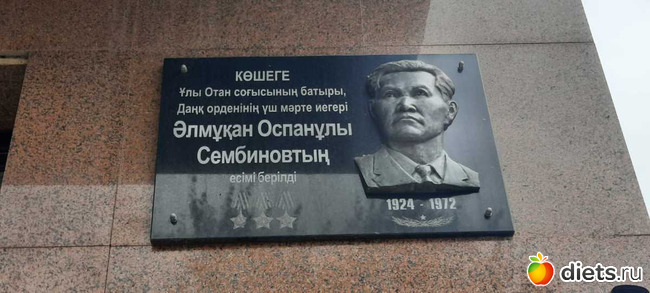 КӨШЕГЕ
Ұлы Отан соғысының батыры,
Даңқ орденінің үш мәрте иегері
Әлмұқан Оспанұлы
Сембиновтың
есімі берілді
1924 - 1972
diets.ru